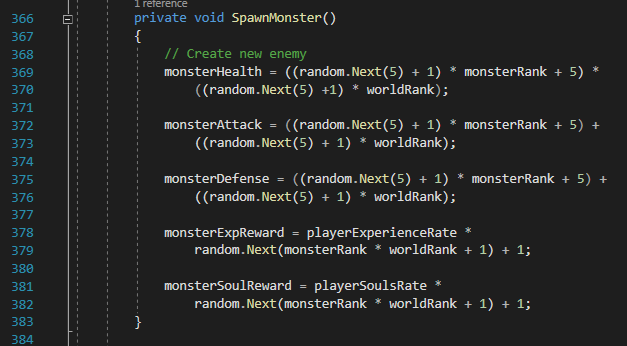 1 reference
366 private void SpawnMonster()
367 {
368 // Create new enemy
369 monsterHealth = ((random.Next(5) + 1) * monsterRank + 5) *
370 ((random.Next(5) +1) * worldRank);
371
372 monsterAttack = ((random.Next(5) + 1) * monsterRank + 5) +
373 ((random.Next(5) + 1) * worldRank);
374
375 monsterDefense = ((random.Next(5) + 1) * monsterRank + 5) +
376 ((random.Next(5) + 1) * worldRank);
377
378 monsterExpReward = playerExperienceRate *
379 random.Next(monsterRank * worldRank + 1) + 1;
380
381 monsterSoulReward = playerSoulsRate *
382 random.Next(monsterRank * worldRank + 1) + 1;
383 }
384